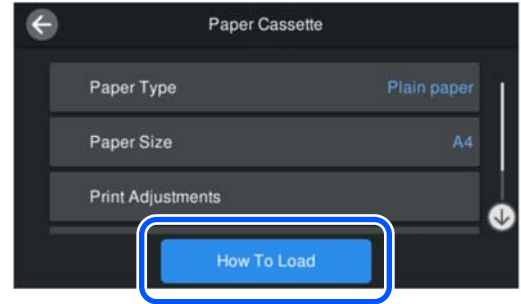 Paper Cassette
Paper Type Plain paper
Paper Size A4
Print Adjustments
How To Load